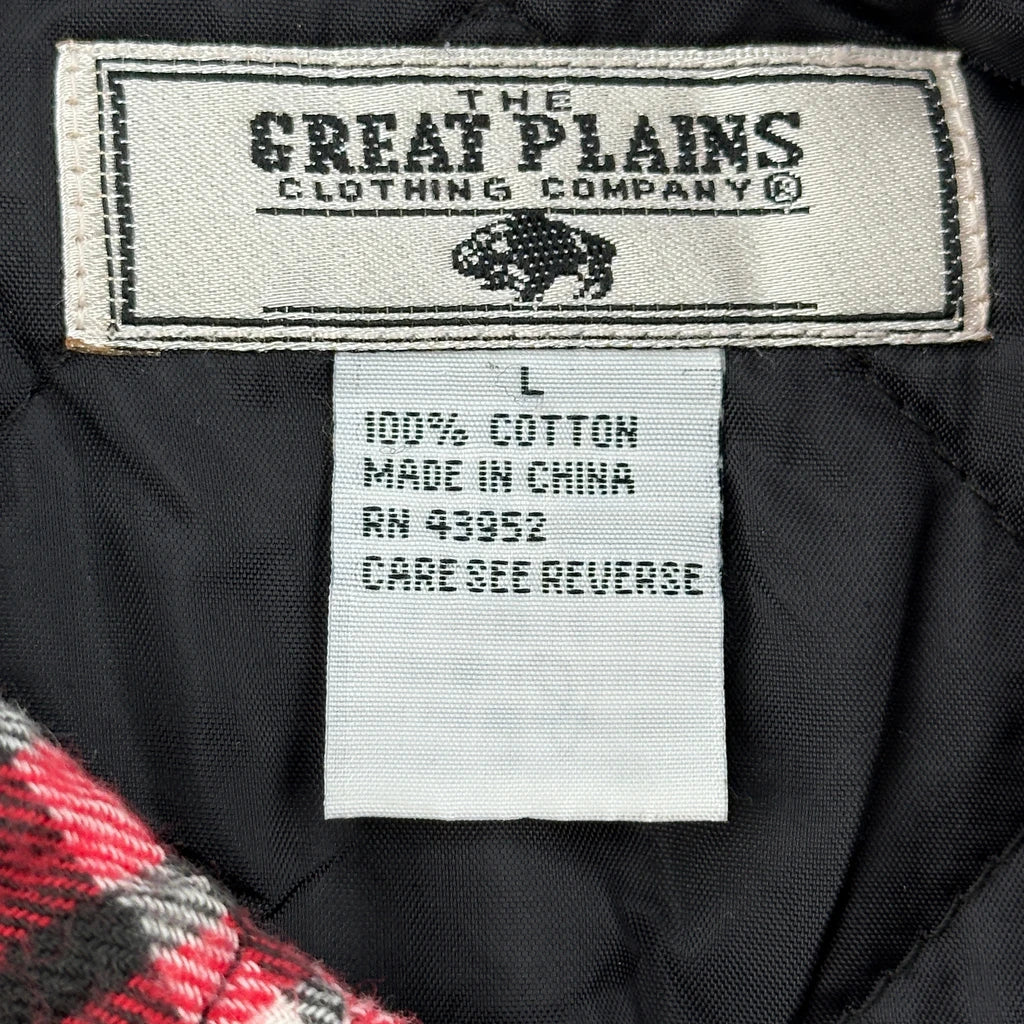 THE
GREAT PLAINS
CLOTHING COMPANY®
L
100% COTTON
MADE IN CHINA
RN 43952
CARE SEE REVERSE